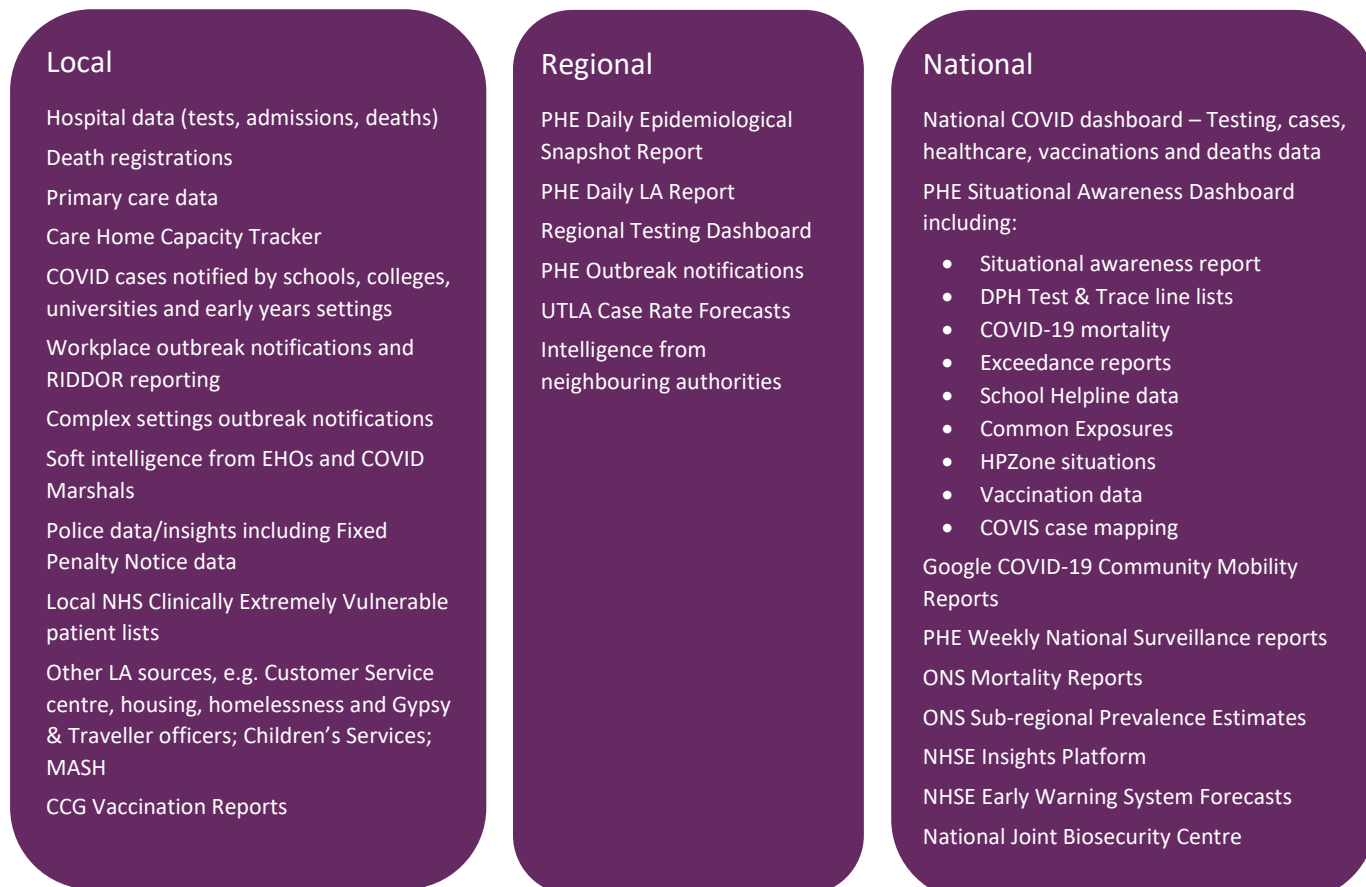 Local
Hospital data (tests, admissions, deaths)
Death registrations
Primary care data
Care Home Capacity Tracker
COVID cases notified by schools, colleges,
universities and early years settings
Workplace outbreak notifications and
RIDDOR reporting
Complex settings outbreak notifications
Soft intelligence from EHOs and COVID
Marshals
Police data/insights including Fixed
Penalty Notice data
Local NHS Clinically Extremely Vulnerable
patient lists
Other LA sources, e.g. Customer Service
centre, housing, homelessness and Gypsy
& Traveller officers; Children’s Services;
MASH
CCG Vaccination Reports
Regional
PHE Daily Epidemiological
Snapshot Report
PHE Daily LA Report
Regional Testing Dashboard
PHE Outbreak notifications
UTLA Case Rate Forecasts
Intelligence from
neighbouring authorities
National
National COVID dashboard – Testing, cases,
healthcare, vaccinations and deaths data
PHE Situational Awareness Dashboard
including:
• Situational awareness report
• DPH Test & Trace line lists
• COVID-19 mortality
• Exceedance reports
• School Helpline data
• Common Exposures
• HPZone situations
• Vaccination data
• COVIS case mapping
Google COVID-19 Community Mobility
Reports
PHE Weekly National Surveillance reports
ONS Mortality Reports
ONS Sub-regional Prevalence Estimates
NHSE Insights Platform
NHSE Early Warning System Forecasts
National Joint Biosecurity Centre